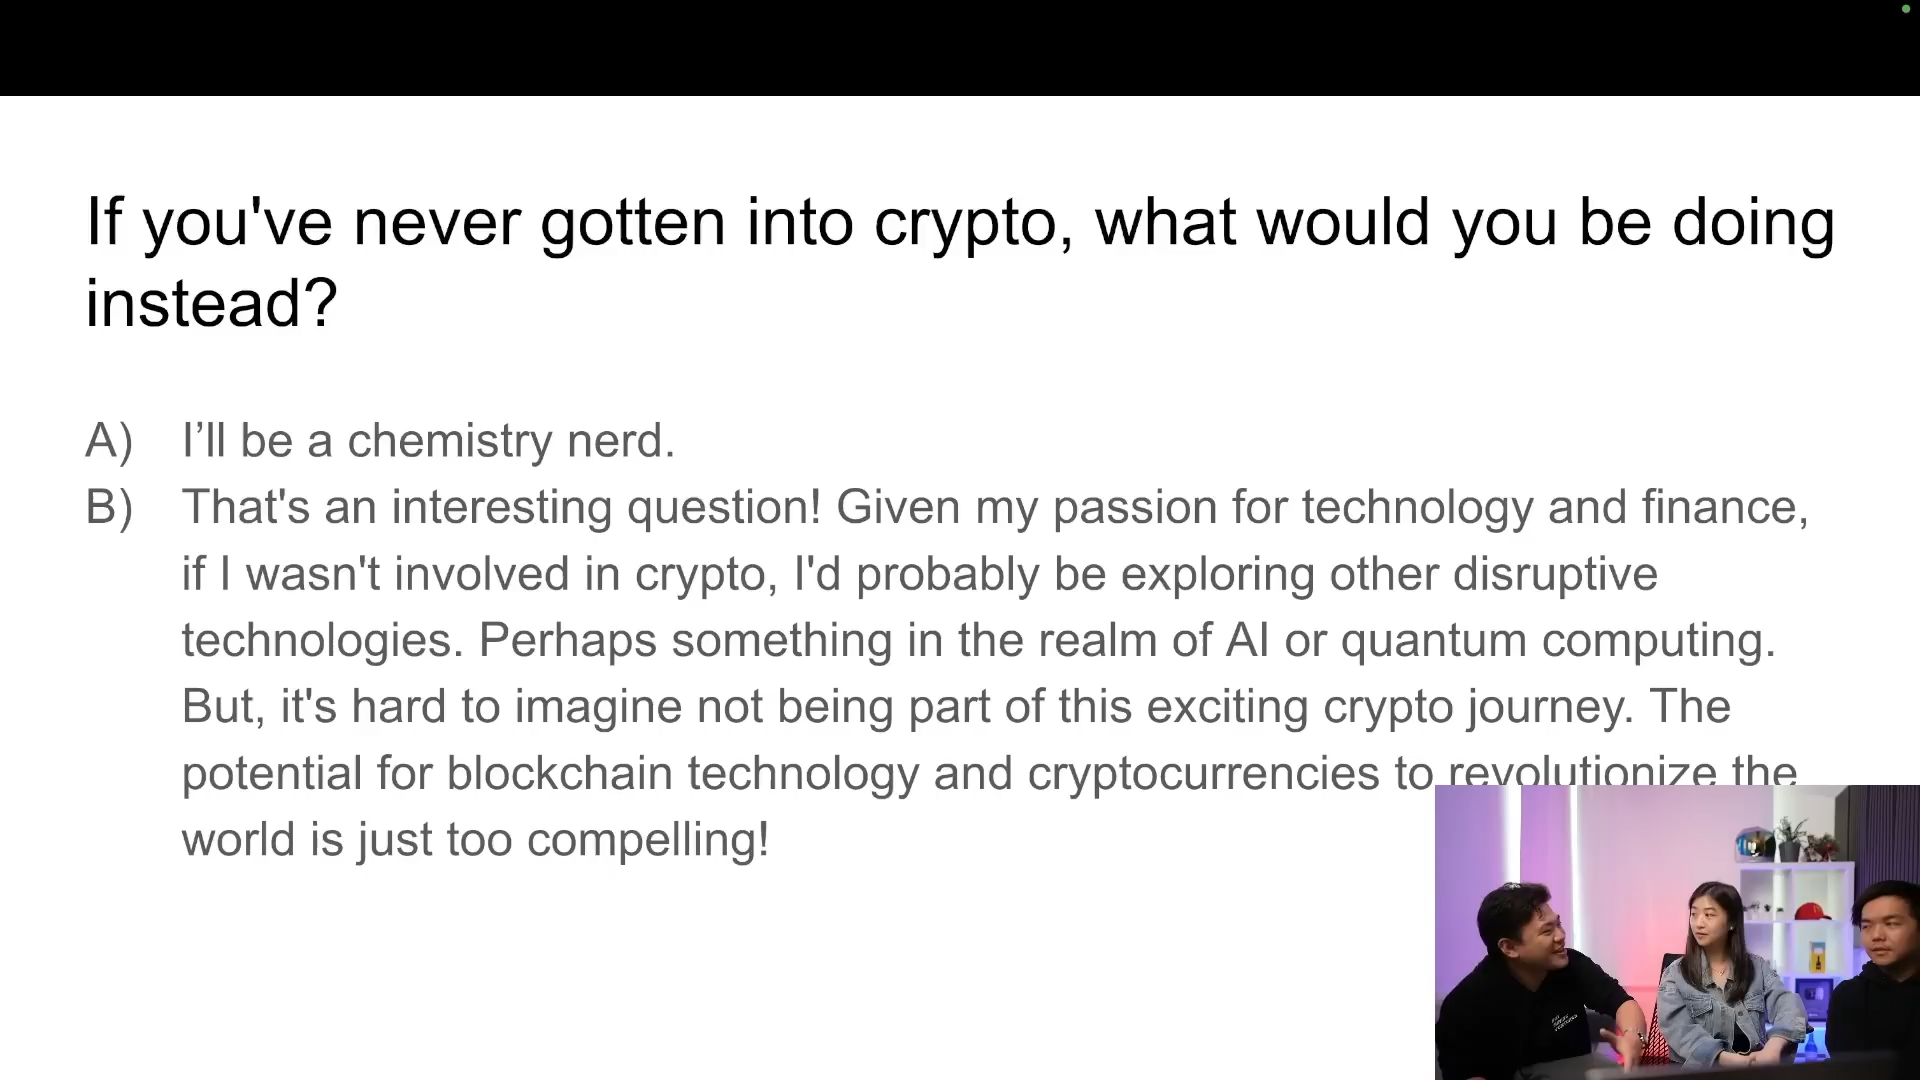 If you've never gotten into crypto, what would you be doing
instead?
A) I’ll be a chemistry nerd.
B) That's an interesting question! Given my passion for technology and finance,
if I wasn't involved in crypto, I'd probably be exploring other disruptive
technologies. Perhaps something in the realm of AI or quantum computing.
But, it's hard to imagine not being part of this exciting crypto journey. The
potential for blockchain technology and cryptocurrencies to revolutionize the
world is just too compelling!